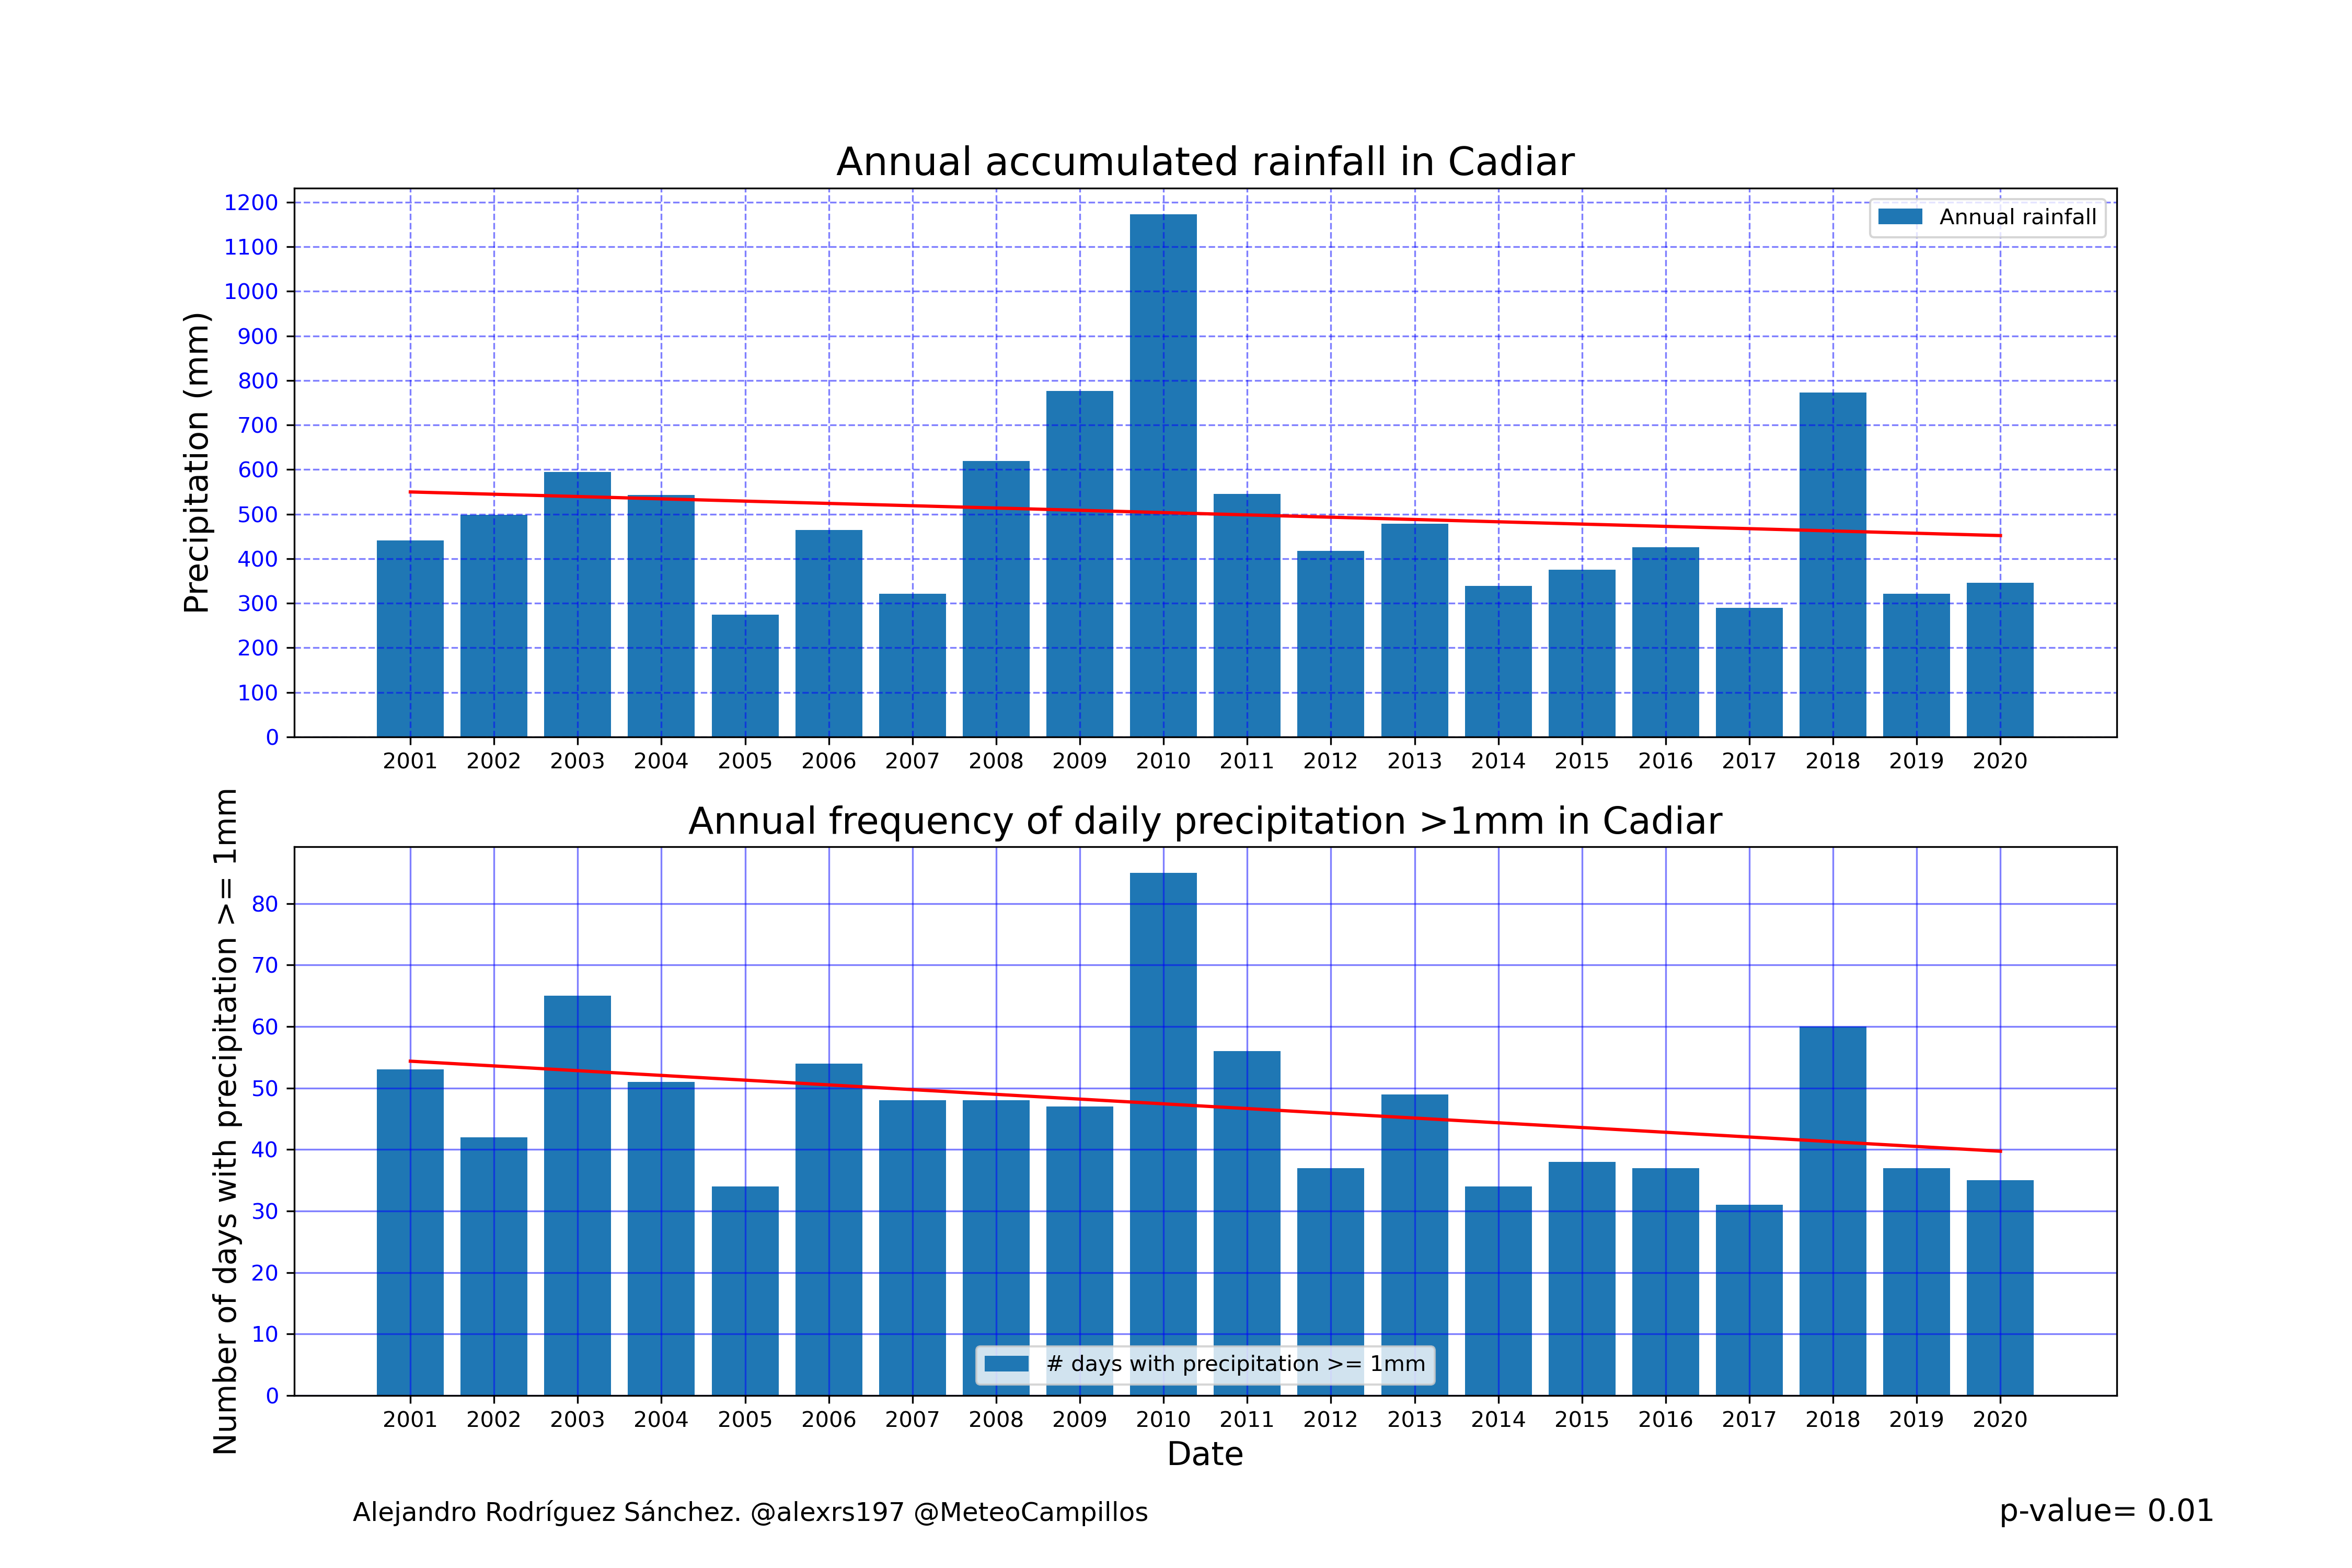 Annual accumulated rainfall in Cadiar
Annual rainfall
Precipitation (mm)
1200
1100
1000
900
800
700
600
500
400
300
200
100
0
2001 2002 2003 2004 2005 2006 2007 2008 2009 2010 2011 2012 2013 2014 2015 2016 2017 2018 2019 2020
Annual frequency of daily precipitation >1mm in Cadiar
Number of days with precipitation >= 1mm
80
70
60
50
40
30
20
10
0
# days with precipitation >= 1mm
2001 2002 2003 2004 2005 2006 2007 2008 2009 2010 2011 2012 2013 2014 2015 2016 2017 2018 2019 2020
Date
Alejandro Rodríguez Sánchez. @alexrs197 @MeteoCampillos
p-value= 0.01